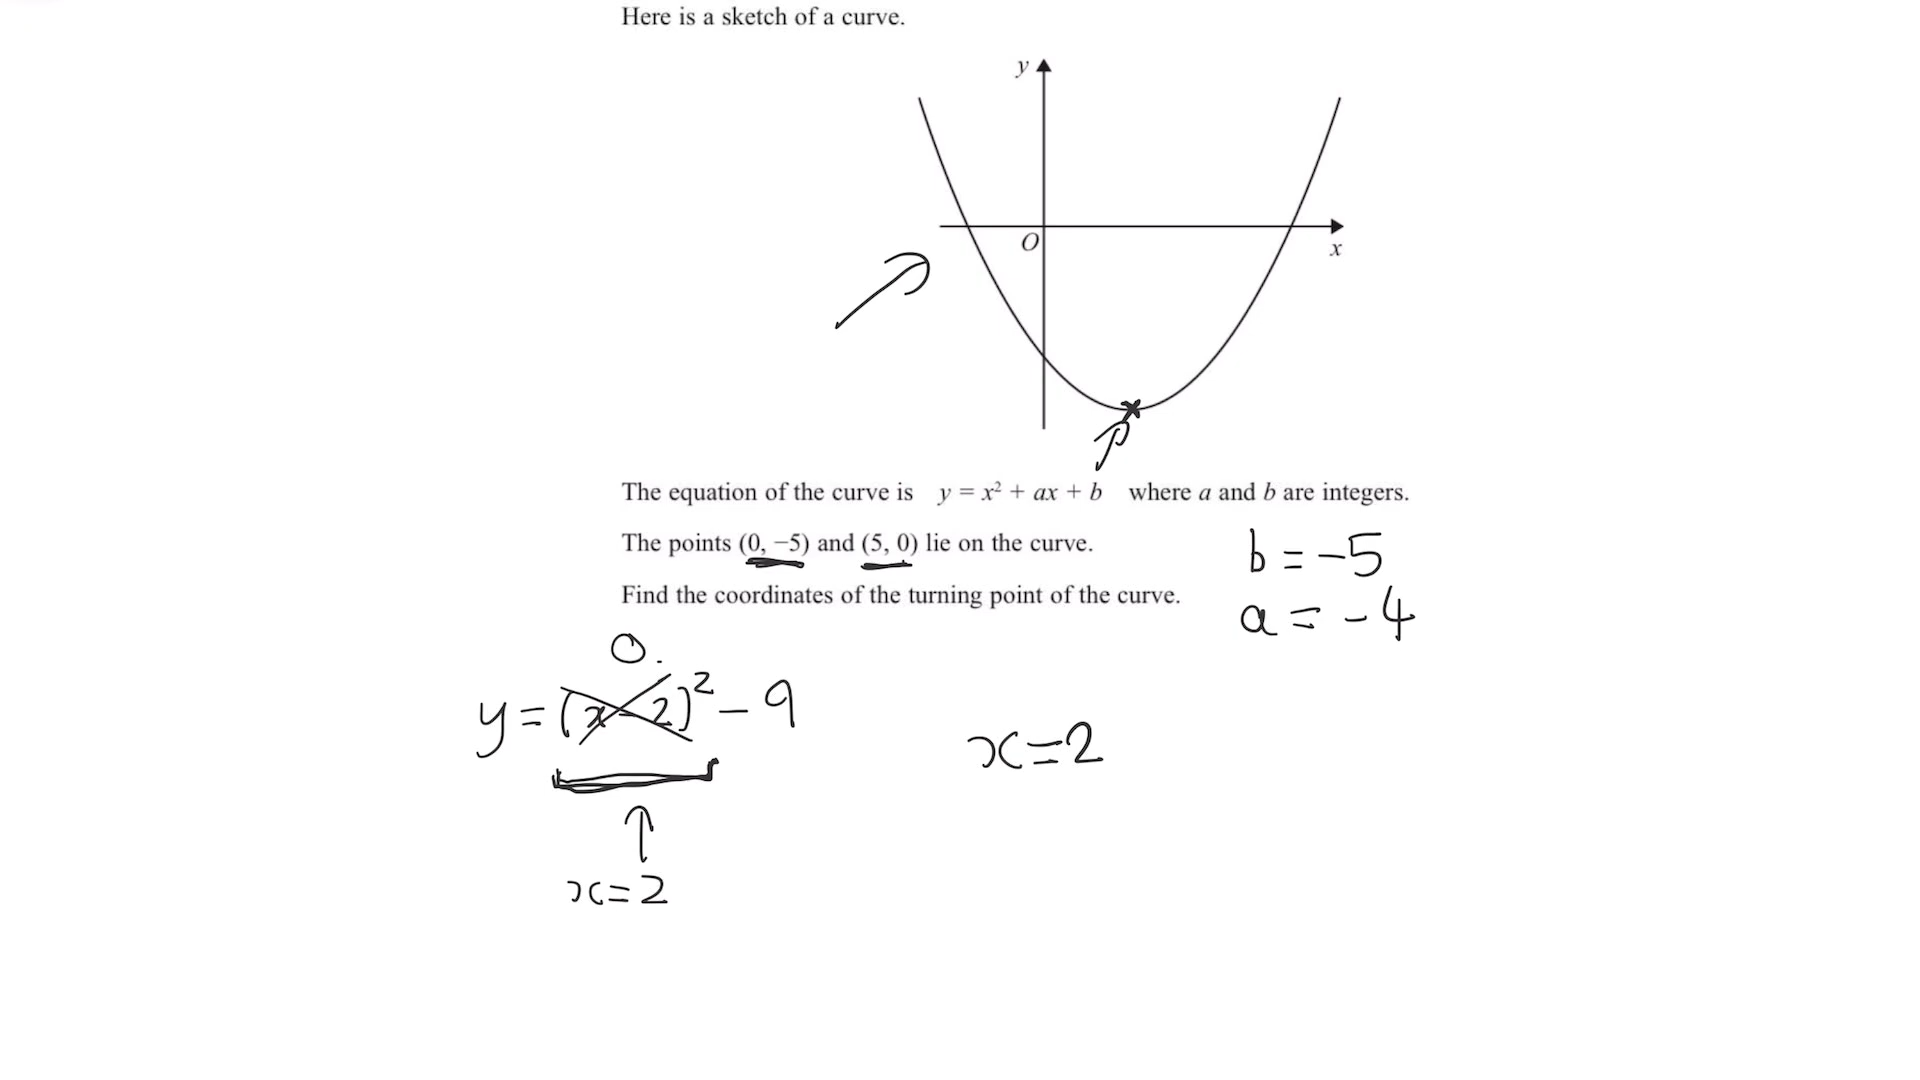 Here is a sketch of a curve.
y
O
x
The equation of the curve is y = x² + ax + b where a and b are integers.
The points (0, −5) and (5, 0) lie on the curve.
b = -5
Find the coordinates of the turning point of the curve.
a = -4
0.
y = (x - 2)² - 9
x = 2
x = 2